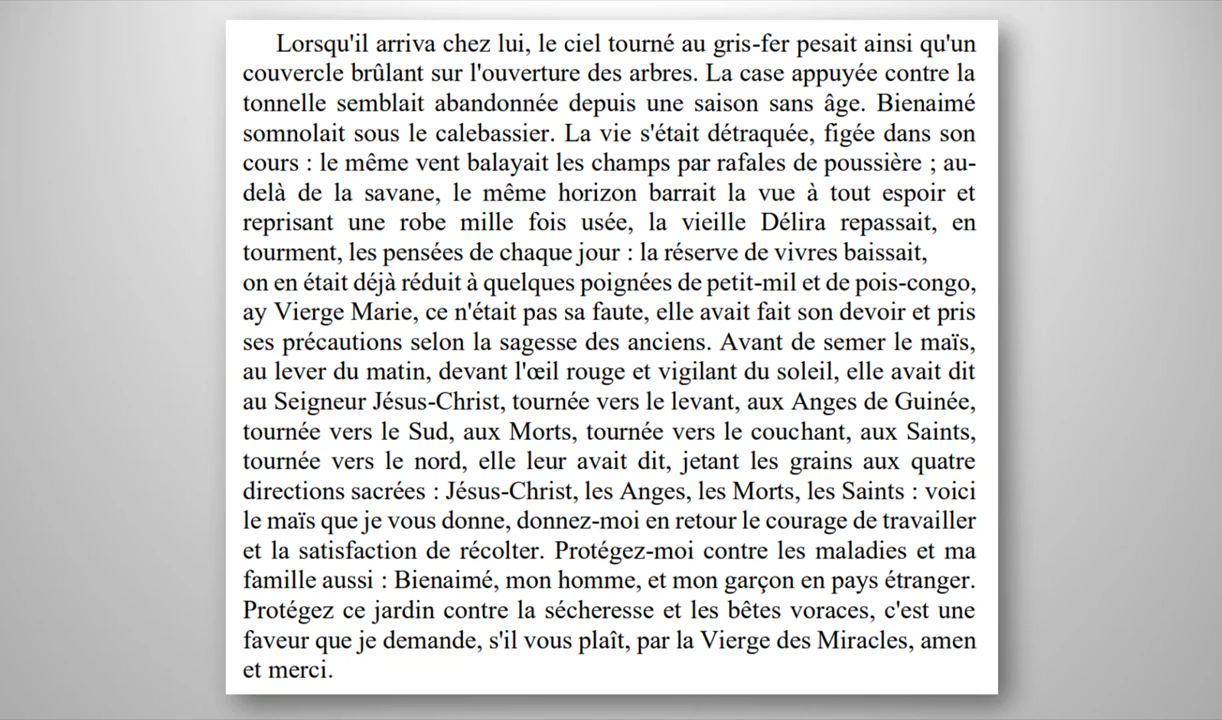 Lorsqu'il arriva chez lui, le ciel tourné au gris-fer pesait ainsi qu'un
couvercle brûlant sur l'ouverture des arbres. La case appuyée contre la
tonnelle semblait abandonnée depuis une saison sans âge. Bienaimé
somnolait sous le calebassier. La vie s'était détraquée, figée dans son
cours : le même vent balayait les champs par rafales de poussière ; au-
delà de la savane, le même horizon barrait la vue à tout espoir et
reprisant une robe mille fois usée, la vieille Délira repassait, en
tourment, les pensées de chaque jour : la réserve de vivres baissait,
on en était déjà réduit à quelques poignées de petit-mil et de pois-congo,
ay Vierge Marie, ce n'était pas sa faute, elle avait fait son devoir et pris
ses précautions selon la sagesse des anciens. Avant de semer le maïs,
au lever du matin, devant l'œil rouge et vigilant du soleil, elle avait dit
au Seigneur Jésus-Christ, tournée vers le levant, aux Anges de Guinée,
tournée vers le Sud, aux Morts, tournée vers le couchant, aux Saints,
tournée vers le nord, elle leur avait dit, jetant les grains aux quatre
directions sacrées : Jésus-Christ, les Anges, les Morts, les Saints : voici
le maïs que je vous donne, donnez-moi en retour le courage de travailler
et la satisfaction de récolter. Protégez-moi contre les maladies et ma
famille aussi : Bienaimé, mon homme, et mon garçon en pays étranger.
Protégez ce jardin contre la sécheresse et les bêtes voraces, c'est une
faveur que je demande, s'il vous plaît, par la Vierge des Miracles, amen
et merci.